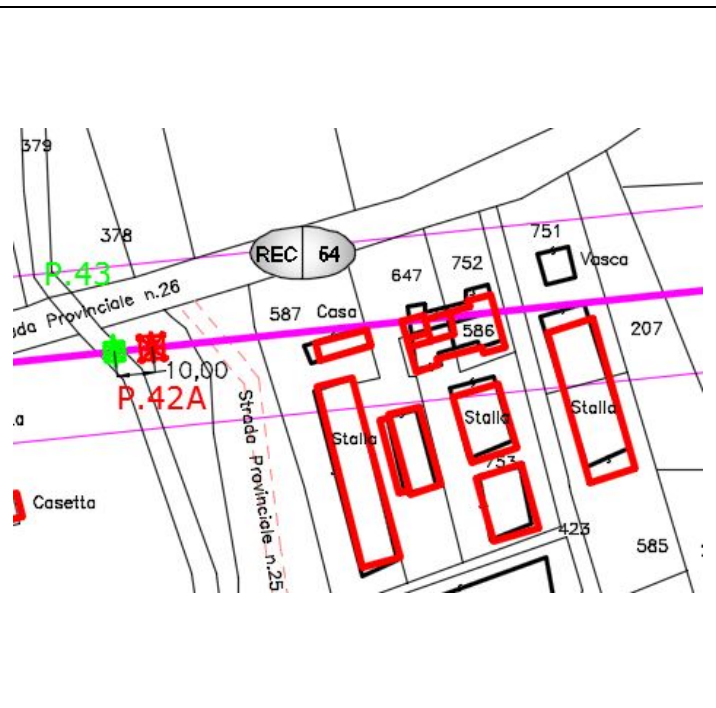 379
378
P.43
REC 64
751
Vasca
752
647
587
Casa
586
207
Provinciale n.26
10,00
P.42A
Stalla
Stalla
Stalla
Strada Provinciale n.25
753
Casetta
423
585